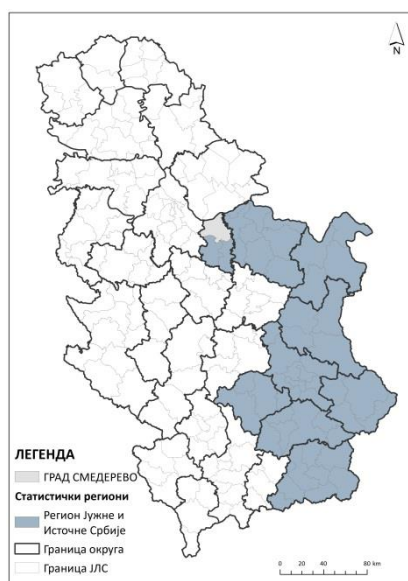 N
ЛЕГЕНДА
ГРАД СМЕДЕРЕВО
Статистички региони
Регион Јужне и
Источне Србије
Граница округа
Граница ЈЛС
0 20 40 80 km